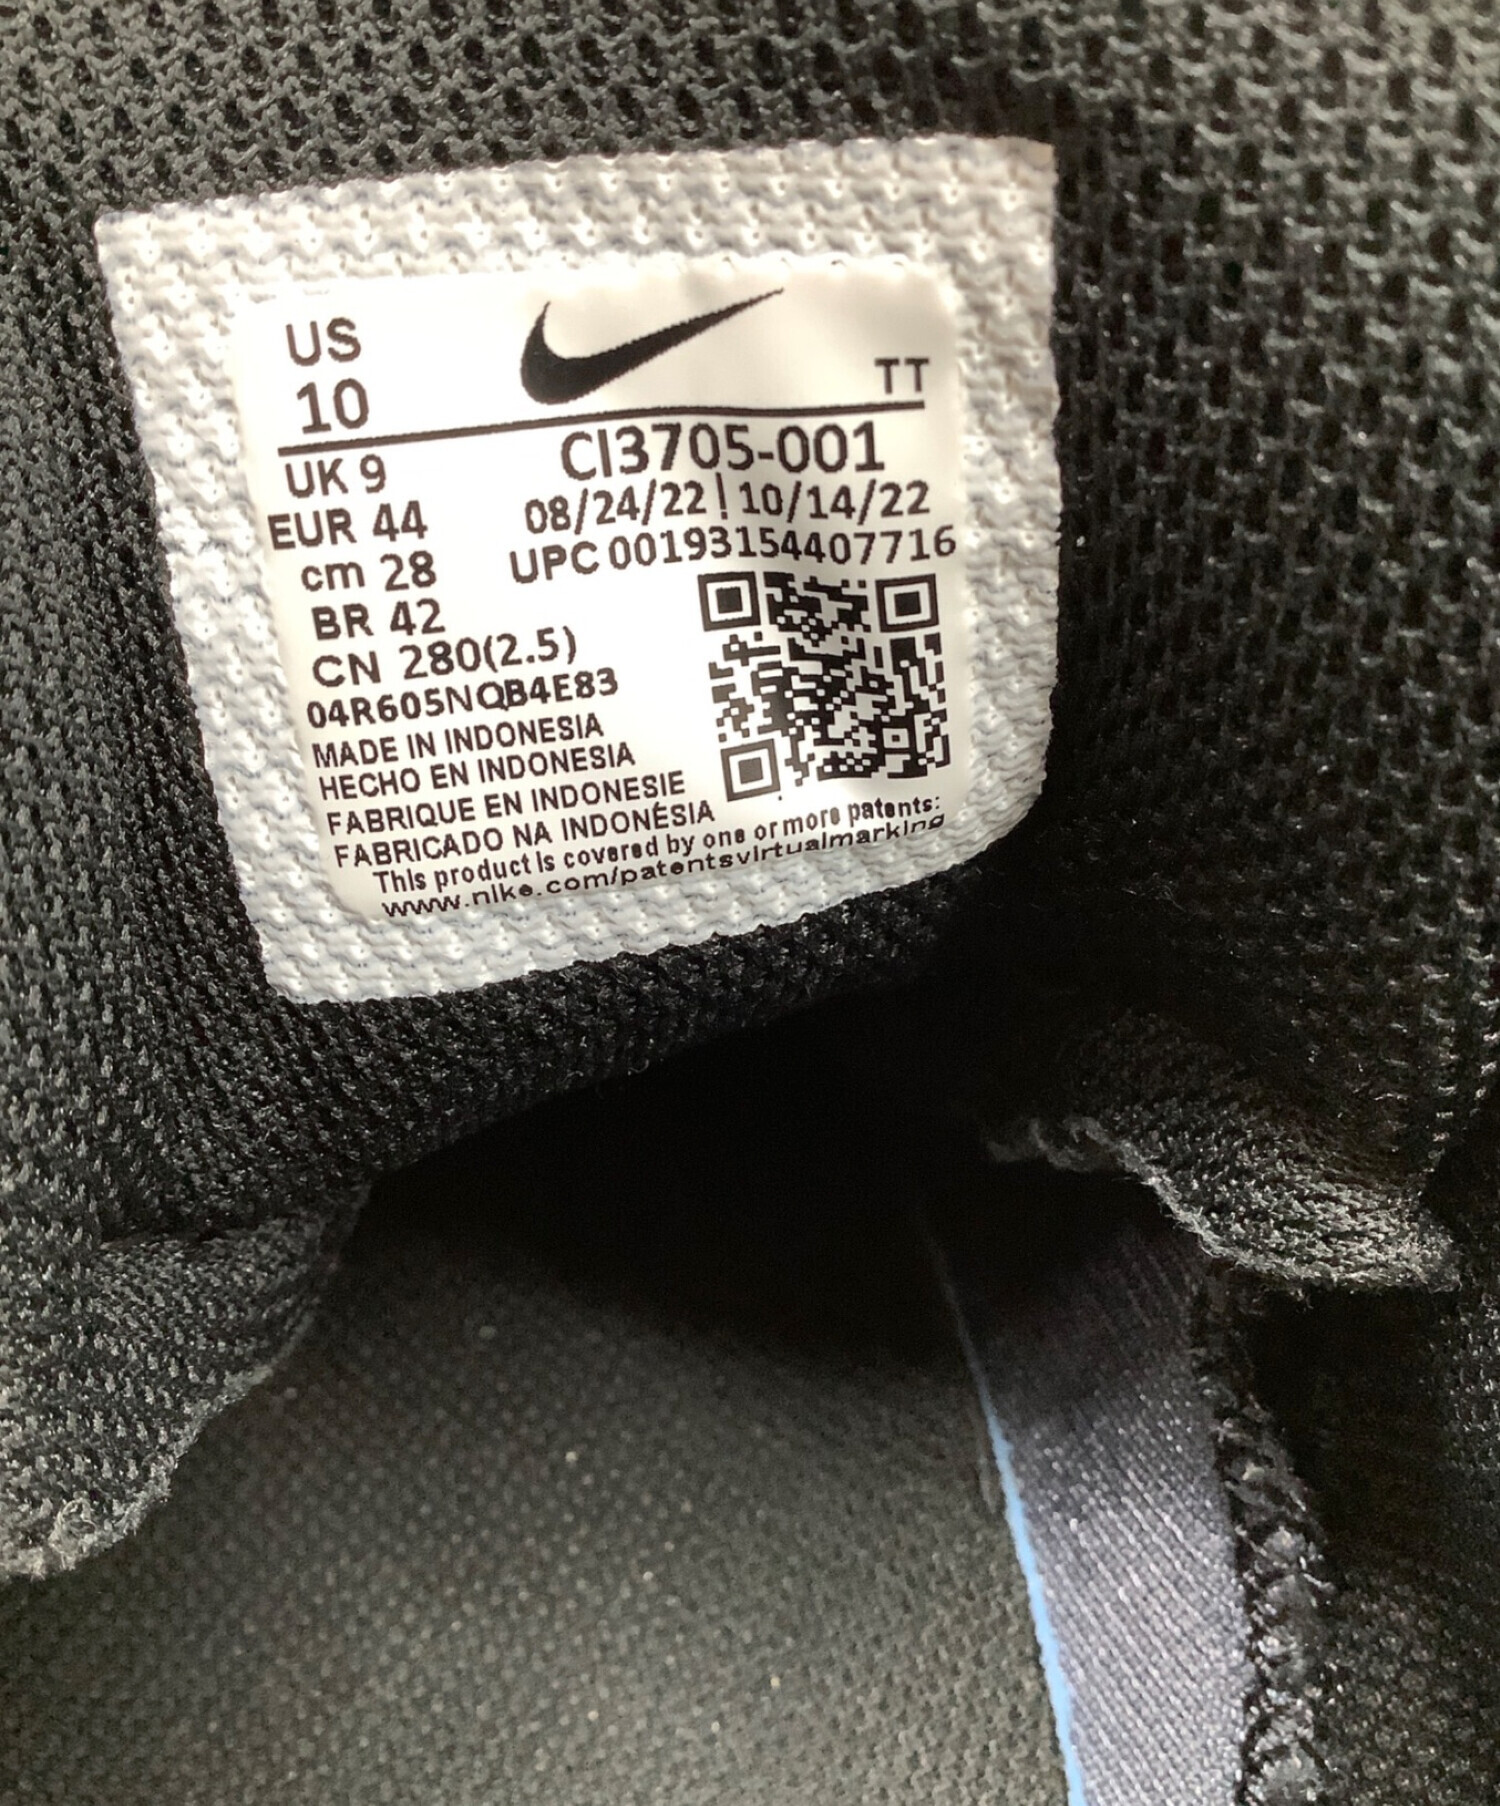 US
10
TT
UK 9
CI3705-001
EUR 44
08/24/22 | 10/14/22
cm 28
UPC 00193154407716
BR 42
CN 280(2.5)
04R605NQB4E83
MADE IN INDONESIA
HECHO EN INDONESIA
FABRIQUE EN INDONESIE
FABRICADO NA INDONÉSIA
This product is covered by one or more patents:
www.nike.com/patentsvirtualmarking